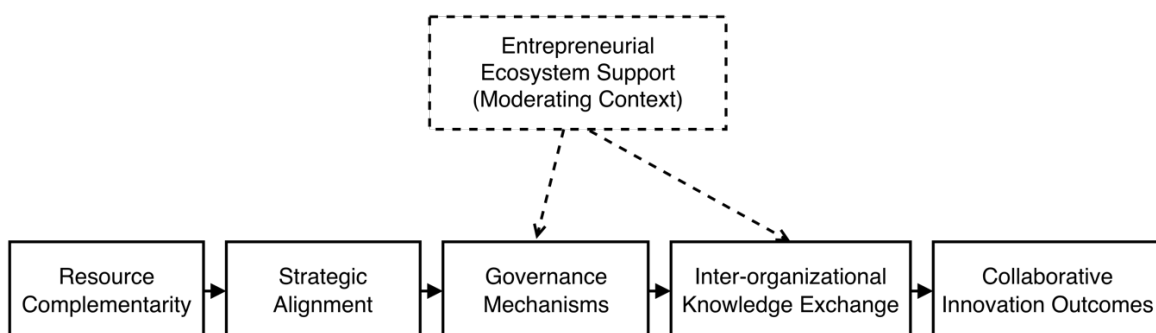 Entrepreneurial
Ecosystem Support
(Moderating Context)
Resource
Complementarity
Strategic
Alignment
Governance
Mechanisms
Inter-organizational
Knowledge Exchange
Collaborative
Innovation Outcomes